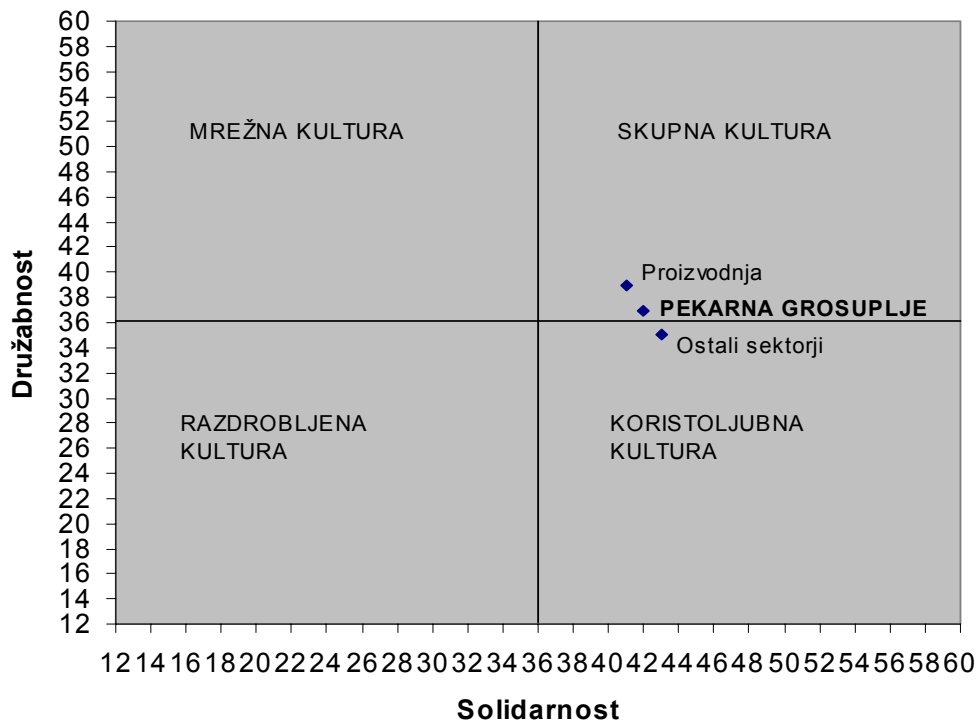 60
58
56
54
52
50
48
46
44
42
40
38
36
34
32
30
28
26
24
22
20
18
16
14
12
Družabnost
MREŽNA KULTURA
SKUPNA KULTURA
Proizvodnja
PEKARNA GROSUPLJE
Ostali sektorji
RAZDROBLJENA
KULTURA
KORISTOLJUBNA
KULTURA
12 14 16 18 20 22 24 26 28 30 32 34 36 38 40 42 44 46 48 50 52 54 56 58 60
Solidarnost